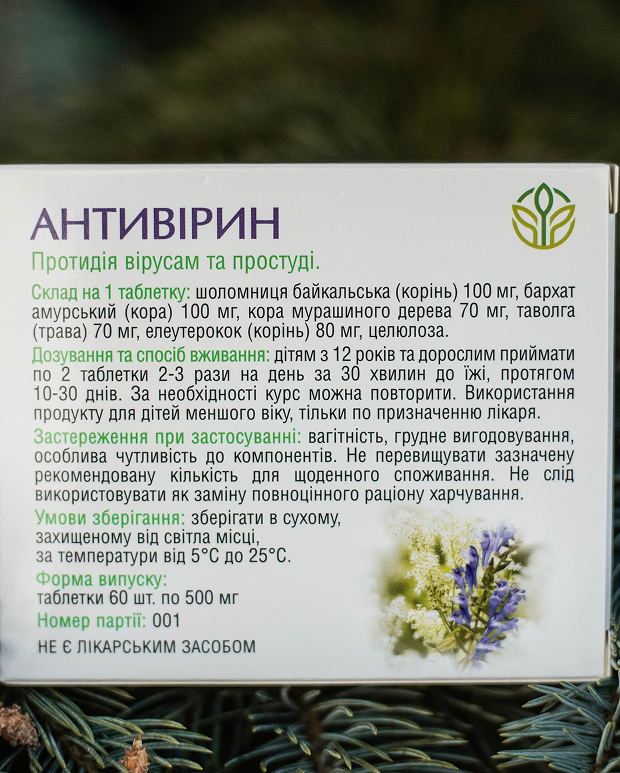 АНТИВІРИН
Протидія вірусам та простуді.
Склад на 1 таблетку: шоломниця байкальська (корінь) 100 мг, бархат
амурський (кора) 100 мг, кора мурашиного дерева 70 мг, таволга
(трава) 70 мг, елеутерокок (корінь) 80 мг, целюлоза.
Дозування та спосіб вживання: дітям з 12 років та дорослим приймати
по 2 таблетки 2-3 рази на день за 30 хвилин до їжі, протягом
10-30 днів. За необхідності курс можна повторити. Використання
продукту для дітей меншого віку, тільки по призначенню лікаря.
Застереження при застосуванні: вагітність, грудне вигодовування,
особлива чутливість до компонентів. Не перевищувати зазначену
рекомендовану кількість для щоденного споживання. Не слід
використовувати як заміну повноцінного раціону харчування.
Умови зберігання: зберігати в сухому,
захищеному від світла місці,
за температури від 5°C до 25°C.
Форма випуску:
таблетки 60 шт. по 500 мг
Номер партії: 001
НЕ Є ЛІКАРСЬКИМ ЗАСОБОМ